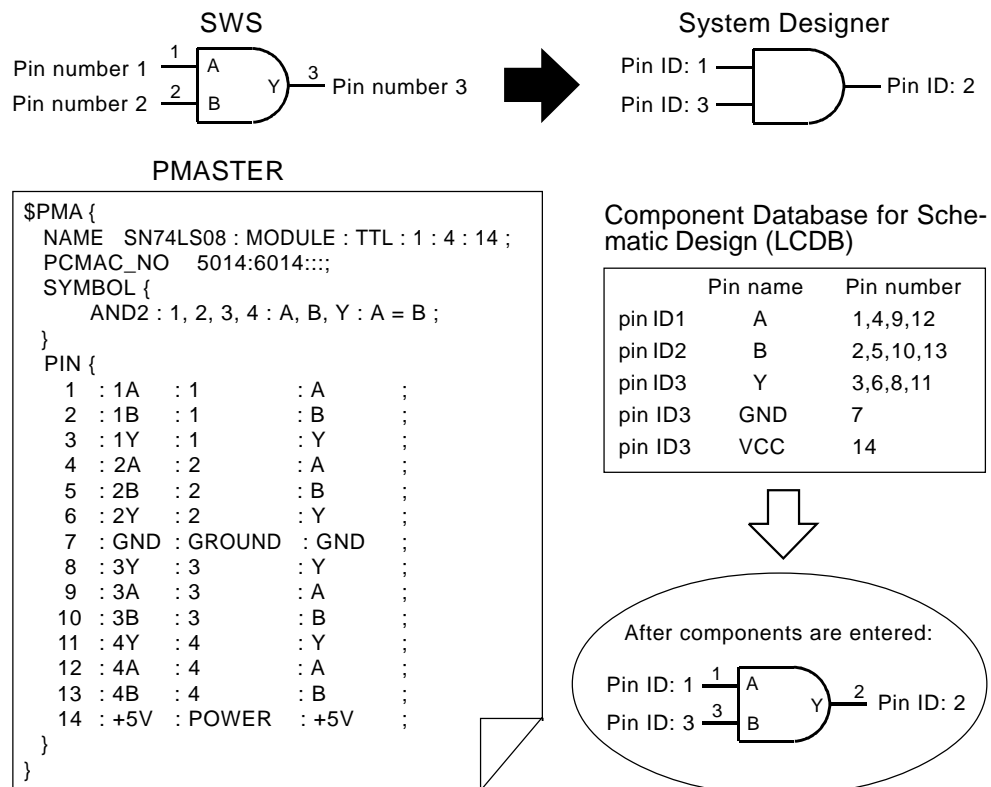 SWS
Pin number 1
1
A
Pin number 2
2
B
Y
3
Pin number 3
System Designer
Pin ID: 1
Pin ID: 3
Pin ID: 2
PMASTER
$PMA {
NAME SN74LS08 : MODULE : TTL : 1 : 4 : 14 ;
PCMAC_NO 5014:6014:::;
SYMBOL {
AND2 : 1, 2, 3, 4 : A, B, Y : A = B ;
}
PIN {
1 : 1A : 1 : A ;
2 : 1B : 1 : B ;
3 : 1Y : 1 : Y ;
4 : 2A : 2 : A ;
5 : 2B : 2 : B ;
6 : 2Y : 2 : Y ;
7 : GND : GROUND : GND ;
8 : 3Y : 3 : Y ;
9 : 3A : 3 : A ;
10 : 3B : 3 : B ;
11 : 4Y : 4 : Y ;
12 : 4A : 4 : A ;
13 : 4B : 4 : B ;
14 : +5V : POWER : +5V ;
}
}
Component Database for Sche-
matic Design (LCDB)
Pin name Pin number
pin ID1 A 1,4,9,12
pin ID2 B 2,5,10,13
pin ID3 Y 3,6,8,11
pin ID3 GND 7
pin ID3 VCC 14
After components are entered:
Pin ID: 1
1
A
Pin ID: 3
3
B
Y
2
Pin ID: 2